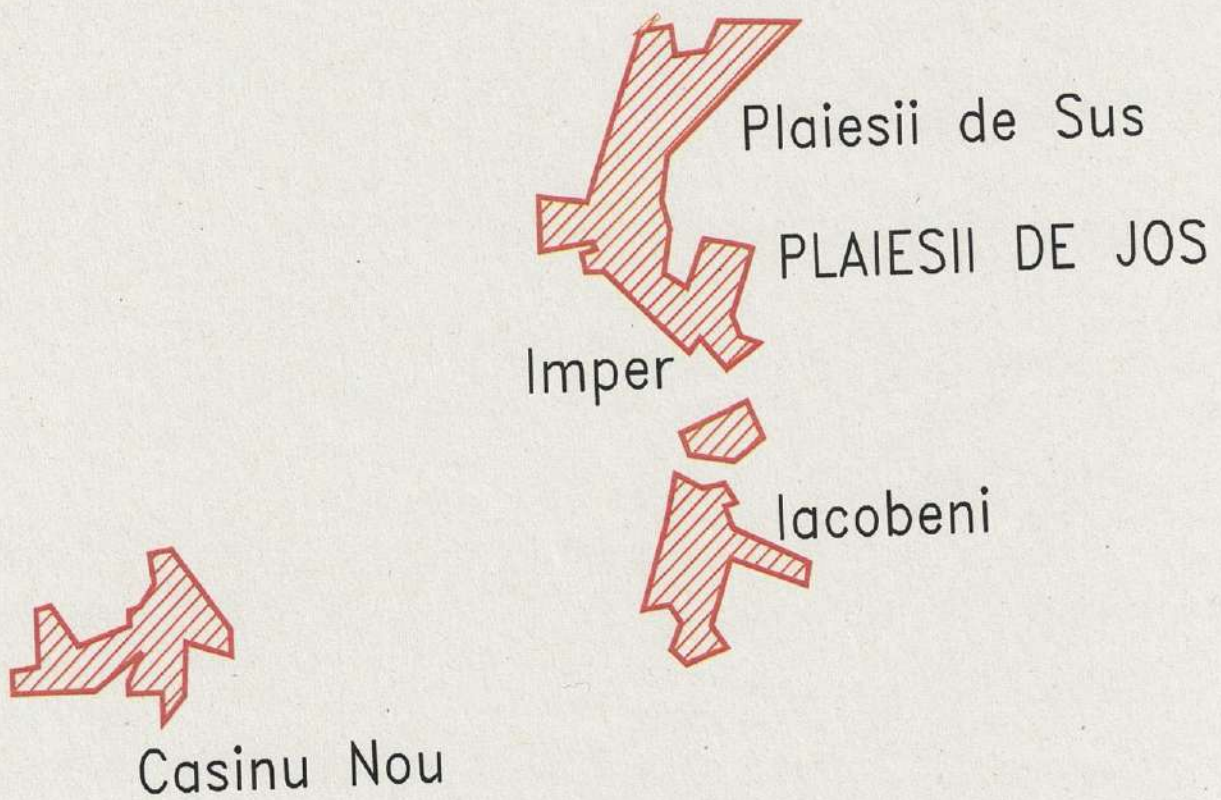 Plaiesii de Sus
PLAIESII DE JOS
Imper
Iacobeni
Casinu Nou